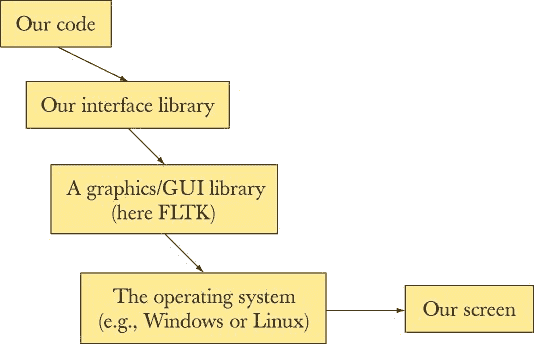 Our code
Our interface library
A graphics/GUI library
(here FLTK)
The operating system
(e.g., Windows or Linux)
Our screen